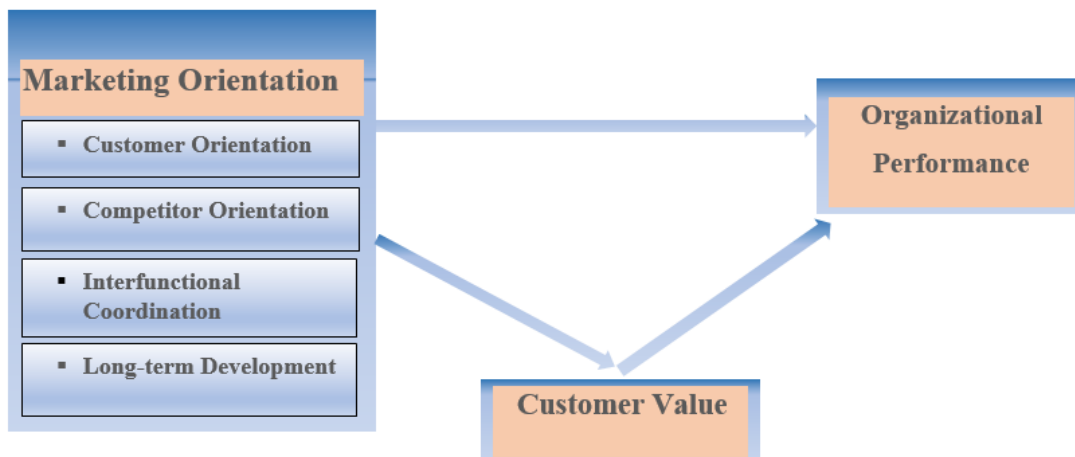 Marketing Orientation
▪ Customer Orientation
▪ Competitor Orientation
▪ Interfunctional
Coordination
▪ Long-term Development
Organizational
Performance
Customer Value